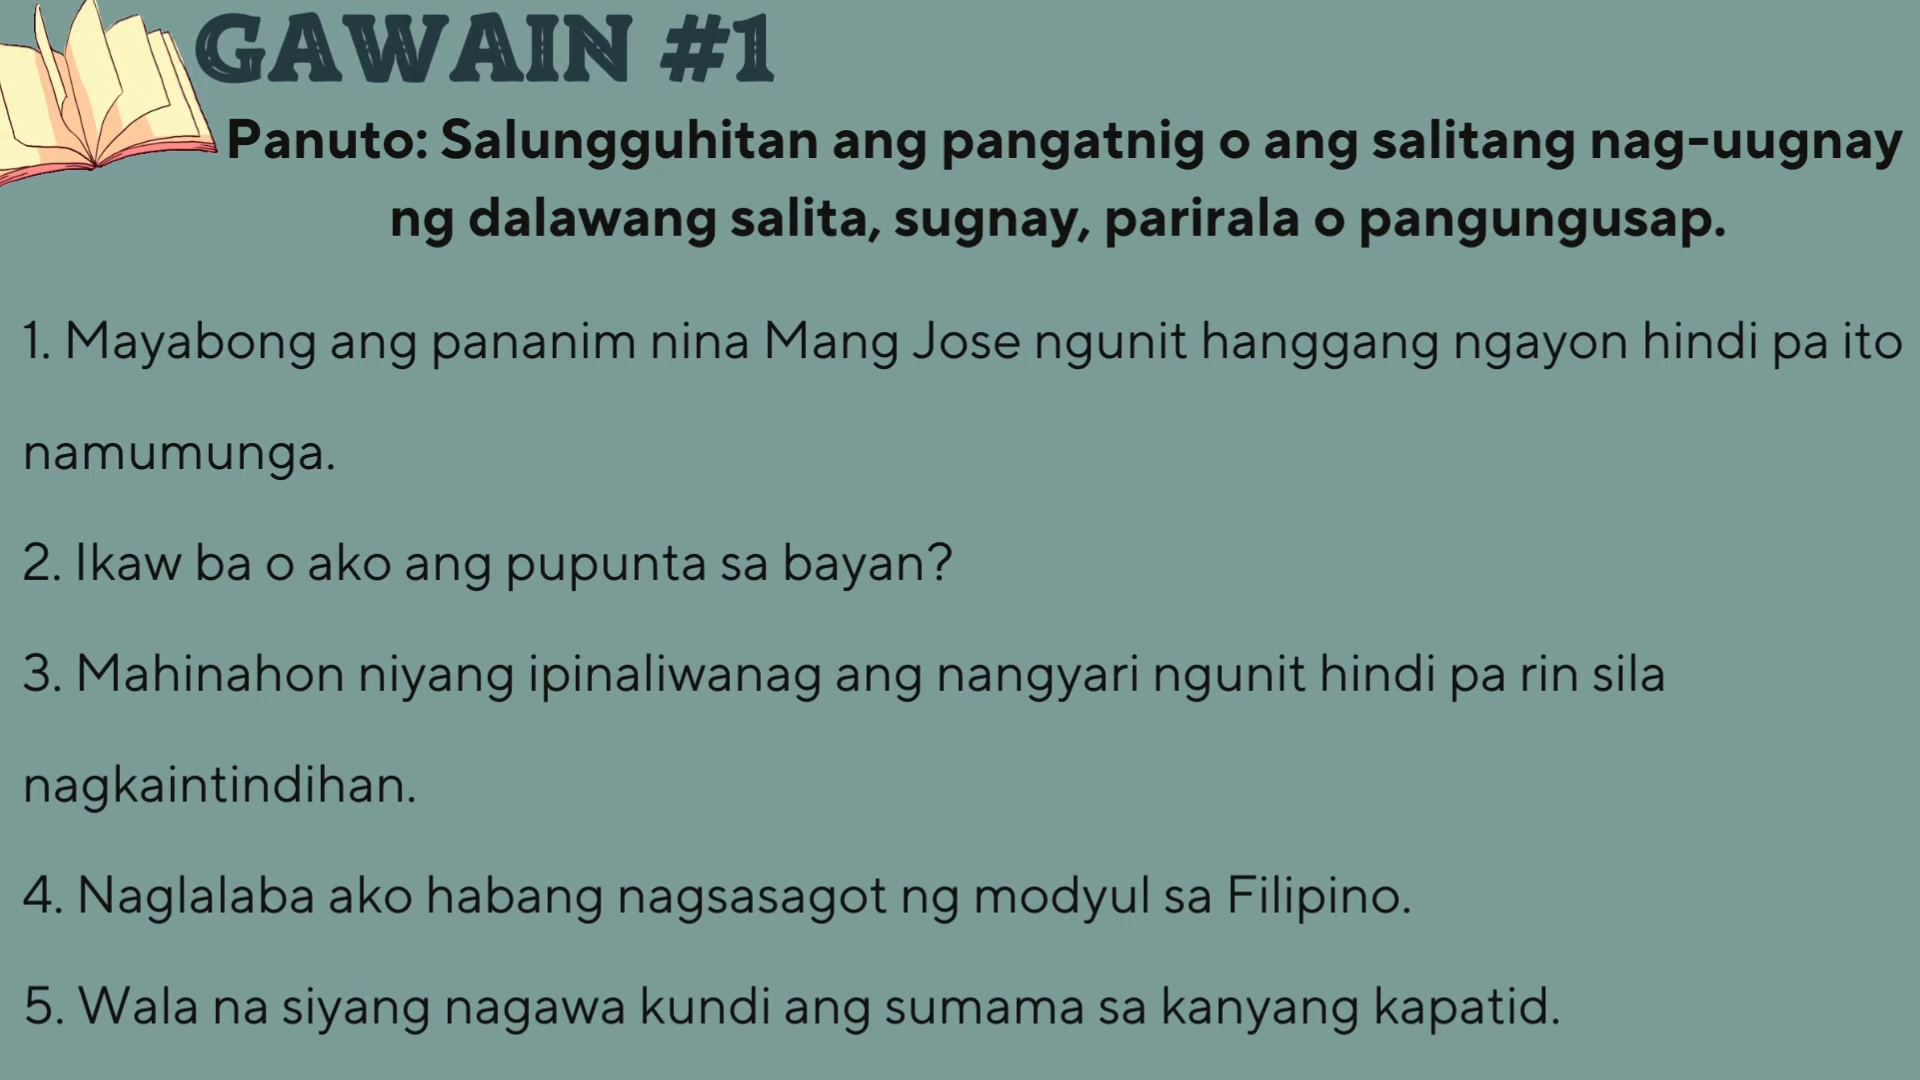 GAWAIN #1
Panuto: Salungguhitan ang pangatnig o ang salitang nag-uugnay
ng dalawang salita, sugnay, parirala o pangungusap.
1. Mayabong ang pananim nina Mang Jose ngunit hanggang ngayon hindi pa ito
namumunga.
2. Ikaw ba o ako ang pupunta sa bayan?
3. Mahinahon niyang ipinaliwanag ang nangyari ngunit hindi pa rin sila
nagkaintindihan.
4. Naglalaba ako habang nagsasagot ng modyul sa Filipino.
5. Wala na siyang nagawa kundi ang sumama sa kanyang kapatid.